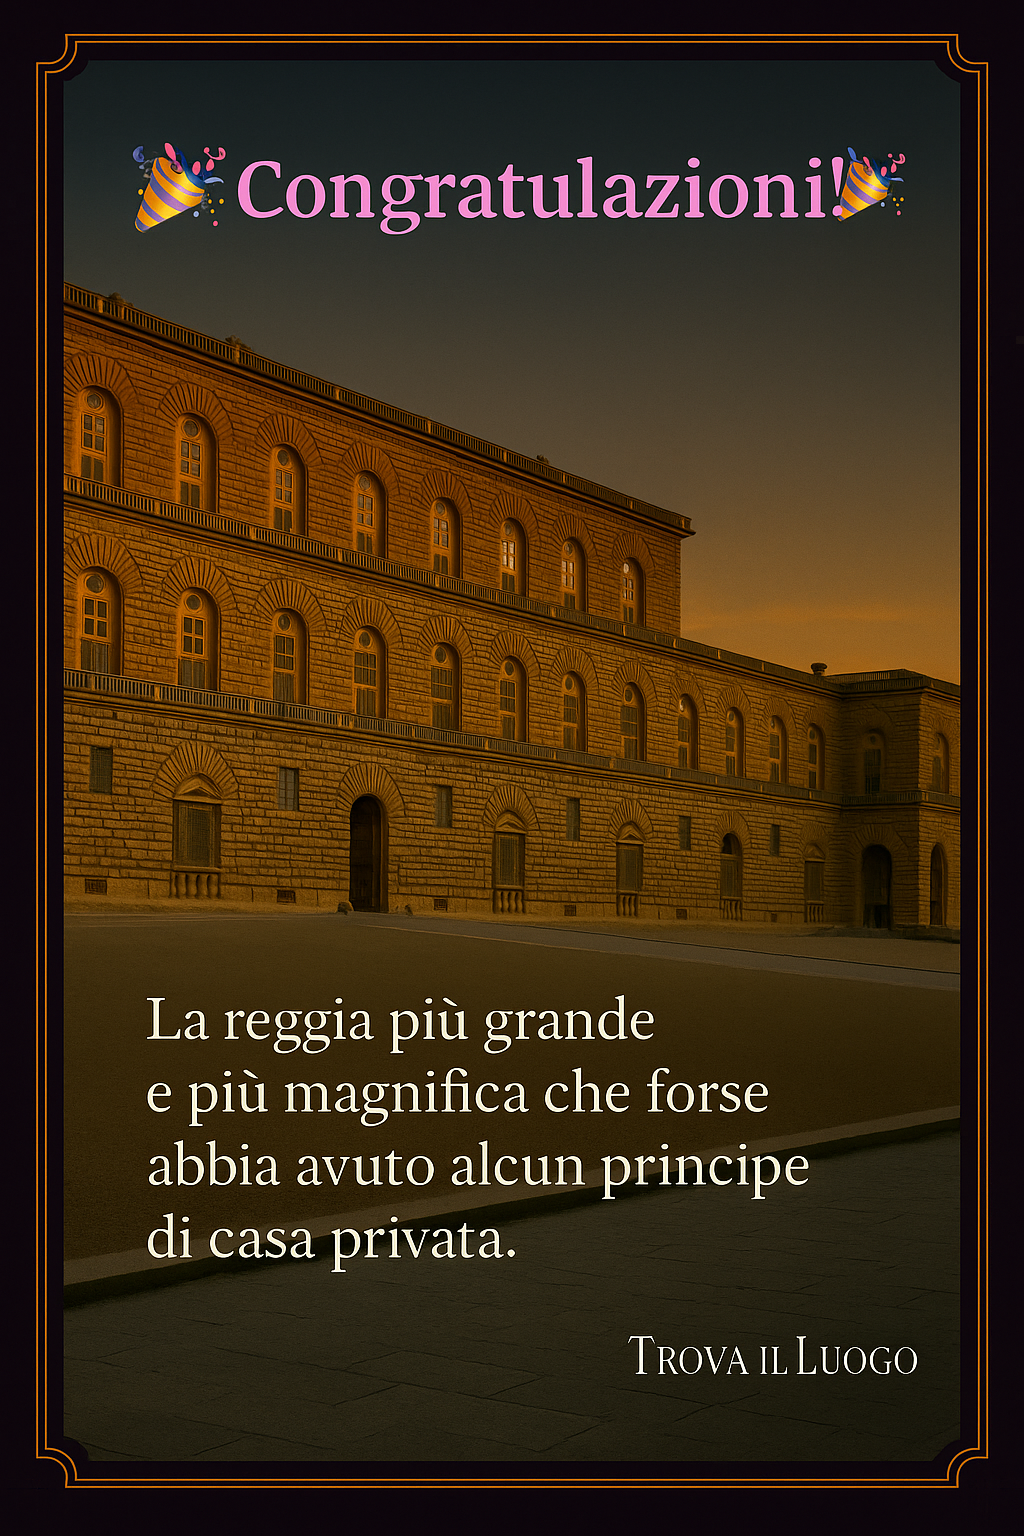 🎉Congratulazioni!🎉
La reggia più grande
e più magnifica che forse
abbia avuto alcun principe
di casa privata.
Trova il Luogo